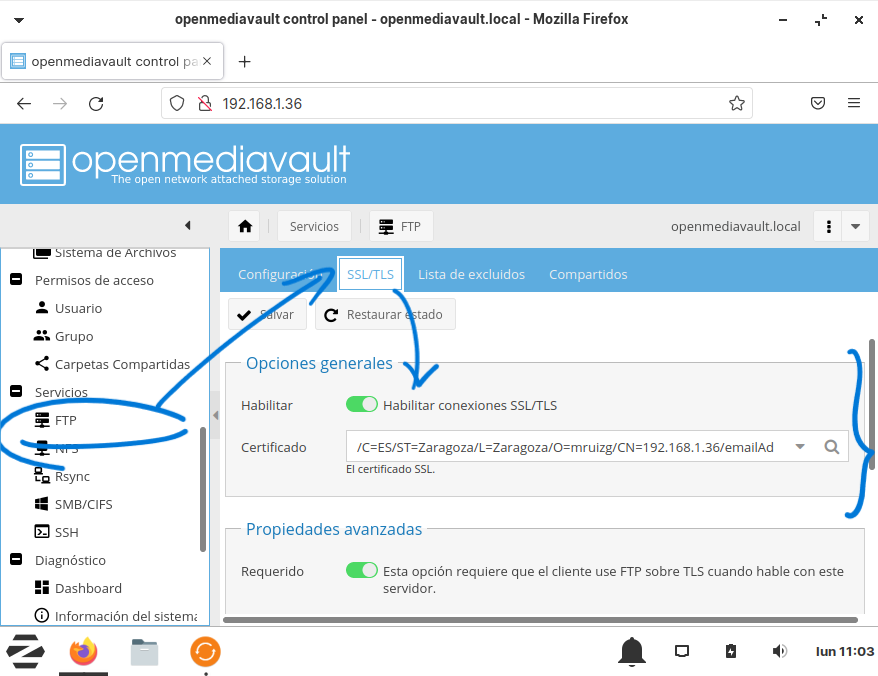 openmediavault control panel - openmediavault.local - Mozilla Firefox
openmediavault control pa
192.168.1.36
openmediavault
The open network attached storage solution
Servicios
FTP
openmediavault.local
Sistema de Archivos
Permisos de acceso
Usuario
Grupo
Carpetas Compartidas
Servicios
FTP
NFS
Rsync
SMB/CIFS
SSH
Diagnóstico
Dashboard
Información del sistema
Configuración
SSL/TLS
Lista de excluidos
Compartidos
Salvar
Restaurar estado
Opciones generales
Habilitar
Habilitar conexiones SSL/TLS
Certificado
/C=ES/ST=Zaragoza/L=Zaragoza/O=mruizg/CN=192.168.1.36/emailAd
El certificado SSL.
Propiedades avanzadas
Requerido
Esta opción requiere que el cliente use FTP sobre TLS cuando hable con este
servidor.
lun 11:03